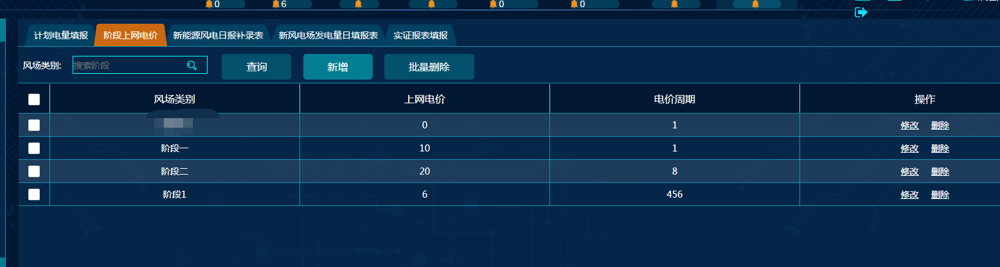 0 6 0 0
计划电量填报 阶段上网电价 新能源风电日报补录表 新风电场发电量日填报表 实证报表填报
风场类别: 搜索阶段 查询 新增 批量删除
风场类别 上网电价 电价周期 操作
0 1 修改 删除
阶段一 10 1 修改 删除
阶段二 20 8 修改 删除
阶段1 6 456 修改 删除